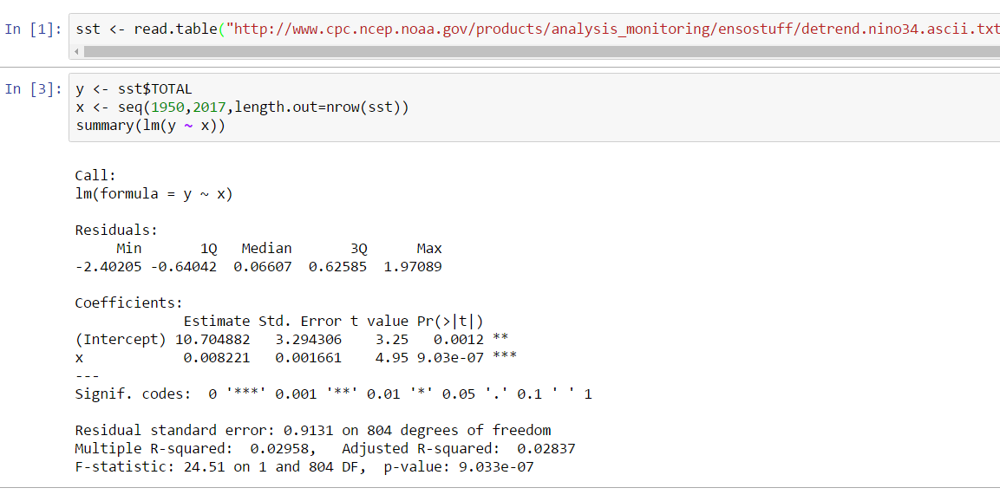 In [1]: sst <- read.table("http://www.cpc.ncep.noaa.gov/products/analysis_monitoring/ensostuff/detrend.nino34.ascii.txt
In [3]: y <- sst$TOTAL
x <- seq(1950,2017,length.out=nrow(sst))
summary(lm(y ~ x))
Call:
lm(formula = y ~ x)
Residuals:
     Min       1Q   Median       3Q      Max
-2.40205 -0.64042  0.06607  0.62585  1.97089
Coefficients:
             Estimate Std. Error t value Pr(>|t|)
(Intercept) 10.704882   3.294306    3.25   0.0012 **
x            0.008221   0.001661    4.95 9.03e-07 ***
---
Signif. codes:  0 '***' 0.001 '**' 0.01 '*' 0.05 '.' 0.1 ' ' 1
Residual standard error: 0.9131 on 804 degrees of freedom
Multiple R-squared:  0.02958,   Adjusted R-squared:  0.02837
F-statistic: 24.51 on 1 and 804 DF,  p-value: 9.033e-07